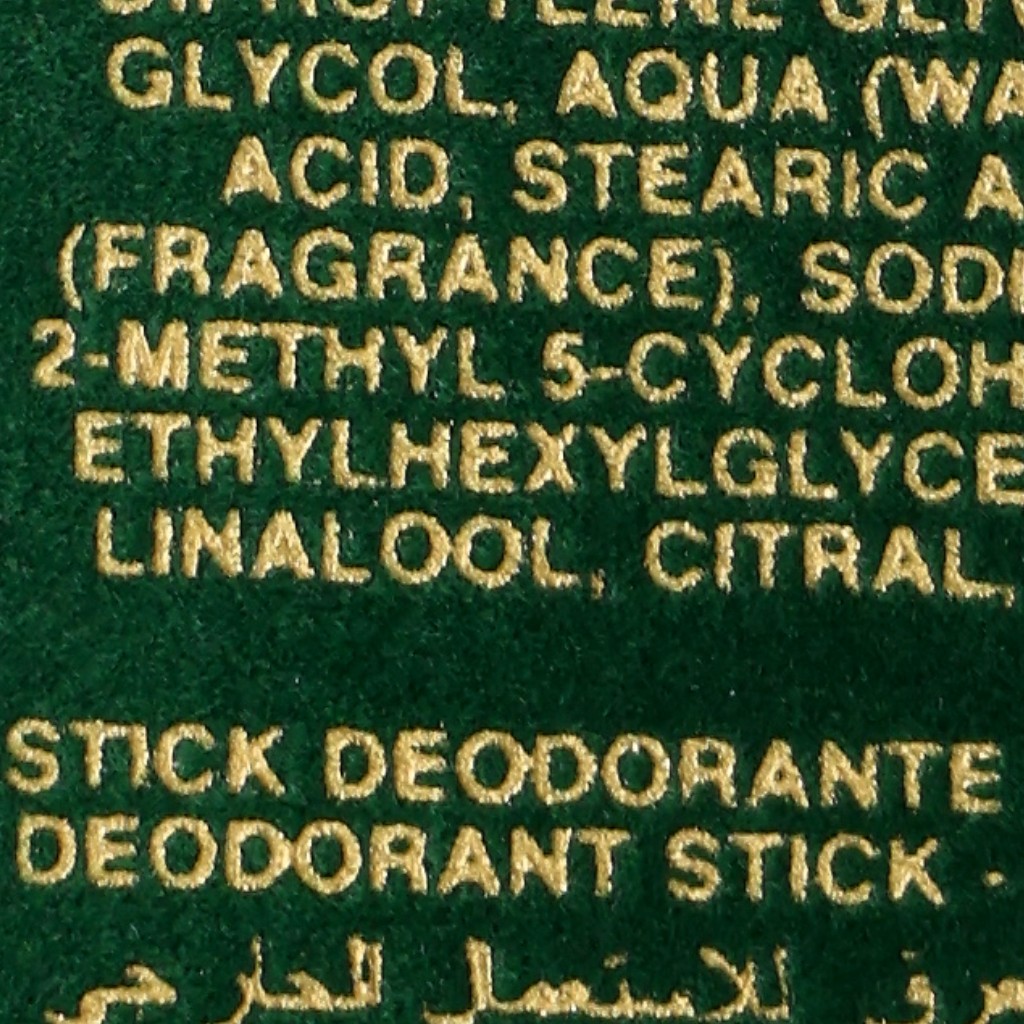 GLYCOL, AQUA (WA
ACID, STEARIC A
(FRAGRANCE), SODI
2-METHYL 5-CYCLOH
ETHYLHEXYLGLYCE
LINALOOL, CITRAL,
STICK DEODORANTE
DEODORANT STICK -
للاستعمال الخارجي